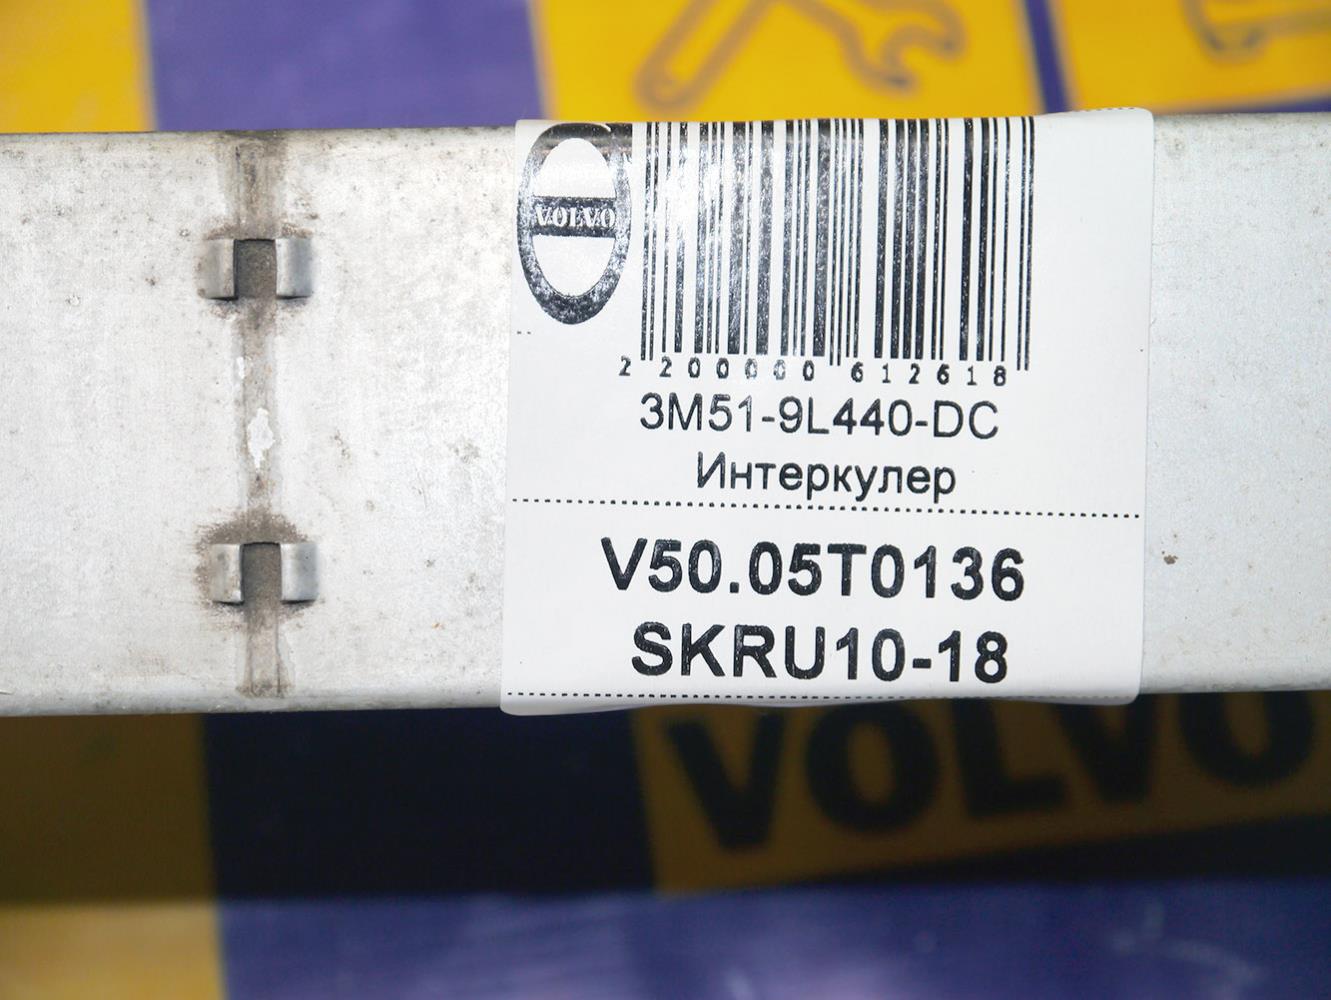 VOLVO
2 200000 612618
3M51-9L440-DC
Интеркулер
V50.05T0136
SKRU10-18
VOLVO